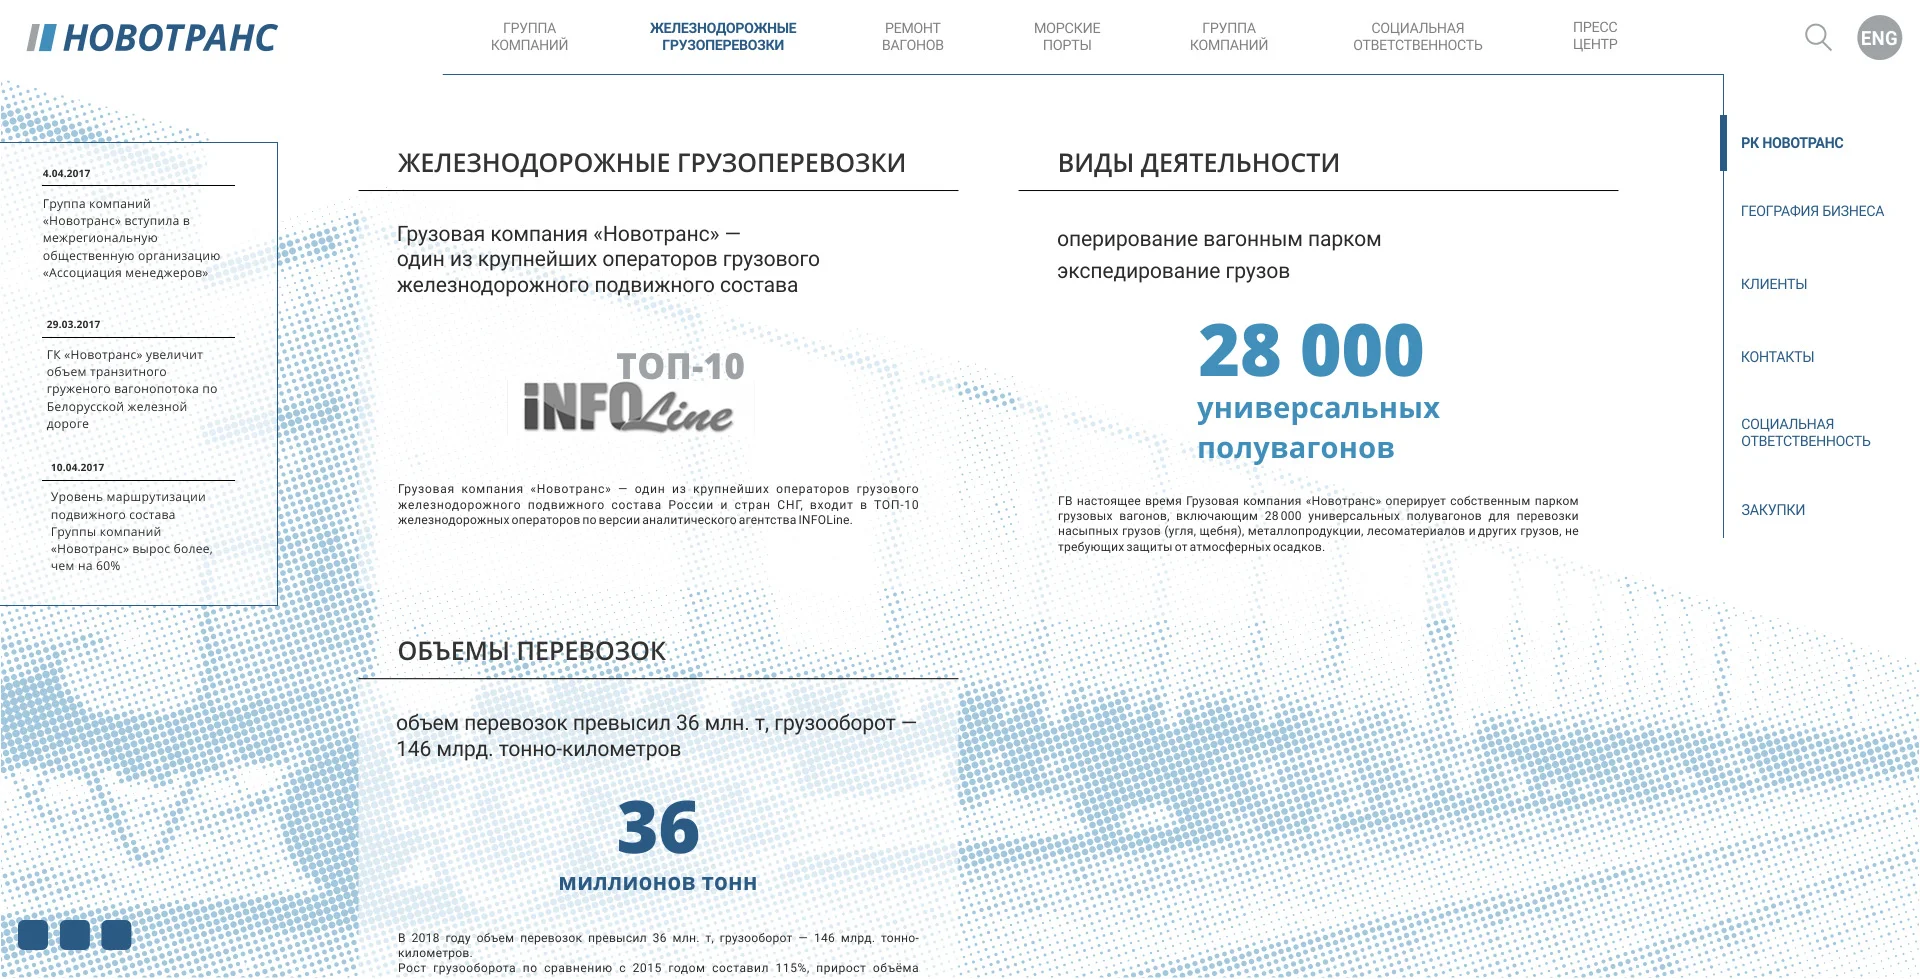 НОВОТРАНС
ГРУППА
КОМПАНИЙ
ЖЕЛЕЗНОДОРОЖНЫЕ
ГРУЗОПЕРЕВОЗКИ
РЕМОНТ
ВАГОНОВ
МОРСКИЕ
ПОРТЫ
ГРУППА
КОМПАНИЙ
СОЦИАЛЬНАЯ
ОТВЕТСТВЕННОСТЬ
ПРЕСС
ЦЕНТР
ENG
4.04.2017
Группа компаний
«Новотранс» вступила в
межрегиональную
общественную организацию
«Ассоциация менеджеров»
29.03.2017
ГК «Новотранс» увеличит
объем транзитного
груженого вагонопотока по
Белорусской железной
дороге
10.04.2017
Уровень маршрутизации
подвижного состава
Группы компаний
«Новотранс» вырос более,
чем на 60%
ЖЕЛЕЗНОДОРОЖНЫЕ ГРУЗОПЕРЕВОЗКИ
Грузовая компания «Новотранс» —
один из крупнейших операторов грузового
железнодорожного подвижного состава
ТОП-10
iNFOLine
Грузовая компания «Новотранс» — один из крупнейших операторов грузового
железнодорожного подвижного состава России и стран СНГ, входит в ТОП-10
железнодорожных операторов по версии аналитического агентства INFOLine.
ВИДЫ ДЕЯТЕЛЬНОСТИ
оперирование вагонным парком
экспедирование грузов
28 000
универсальных
полувагонов
ГВ настоящее время Грузовая компания «Новотранс» оперирует собственным парком
грузовых вагонов, включающим 28 000 универсальных полувагонов для перевозки
насыпных грузов (угля, щебня), металлопродукции, лесоматериалов и других грузов, не
требующих защиты от атмосферных осадков.
ОБЪЕМЫ ПЕРЕВОЗОК
объем перевозок превысил 36 млн. т, грузооборот —
146 млрд. тонно-километров
36
миллионов тонн
В 2018 году объем перевозок превысил 36 млн. т, грузооборот — 146 млрд. тонно-
километров.
Рост грузооборота по сравнению с 2015 годом составил 115%, прирост объёма
РК НОВОТРАНС
ГЕОГРАФИЯ БИЗНЕСА
КЛИЕНТЫ
КОНТАКТЫ
СОЦИАЛЬНАЯ
ОТВЕТСТВЕННОСТЬ
ЗАКУПКИ